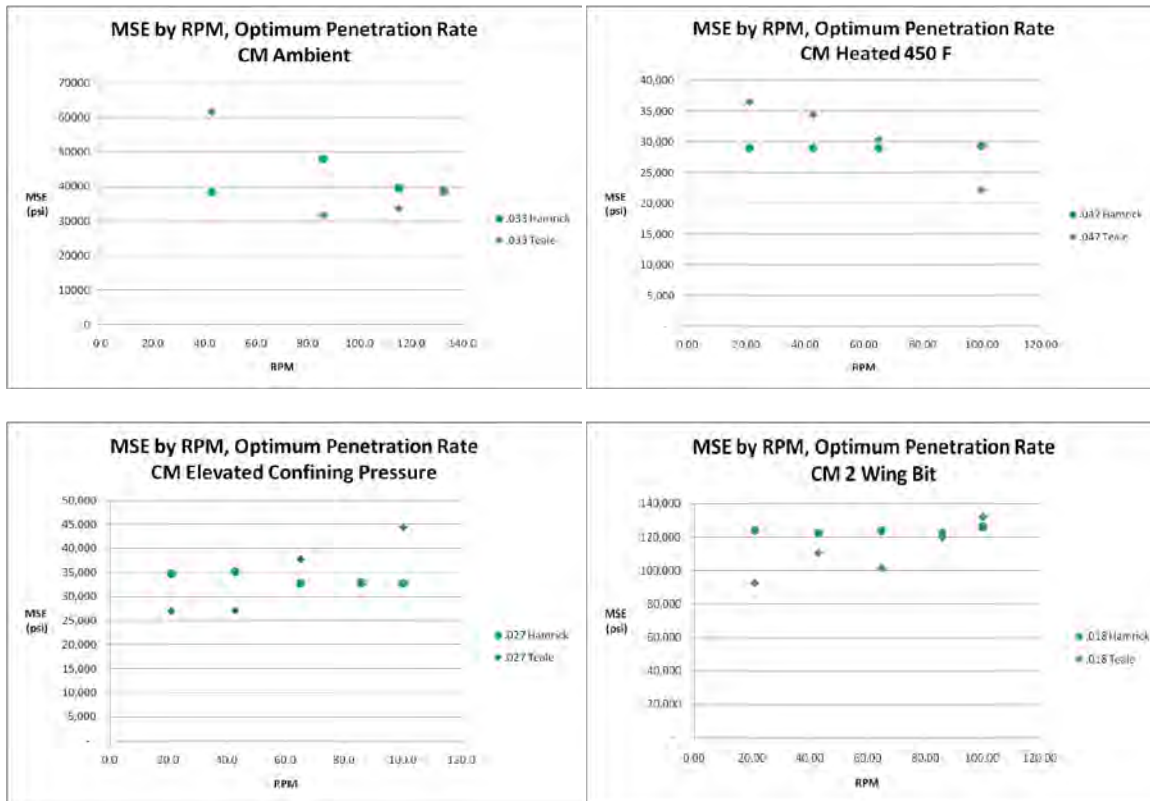 MSE by RPM, Optimum Penetration Rate
CM Ambient
70000
60000
50000
40000
30000
20000
10000
0
MSE
(psi)
0.0 20.0 40.0 60.0 80.0 100.0 120.0 140.0
RPM
.033 Hamrick
.033 Teale
MSE by RPM, Optimum Penetration Rate
CM Heated 450 F
40,000
35,000
30,000
25,000
20,000
15,000
10,000
5,000
-
MSE
(psi)
0.00 20.00 40.00 60.00 80.00 100.00 120.00
RPM
.042 Hamrick
.042 Teale
MSE by RPM, Optimum Penetration Rate
CM Elevated Confining Pressure
50,000
45,000
40,000
35,000
30,000
25,000
20,000
15,000
10,000
5,000
-
MSE
(psi)
0.0 20.0 40.0 60.0 80.0 100.0 120.0
RPM
.027 Hamrick
.027 Teale
MSE by RPM, Optimum Penetration Rate
CM 2 Wing Bit
140,000
120,000
100,000
80,000
60,000
40,000
20,000
-
MSE
(psi)
0.00 20.00 40.00 60.00 80.00 100.00 120.00
RPM
.018 Hamrick
.018 Teale